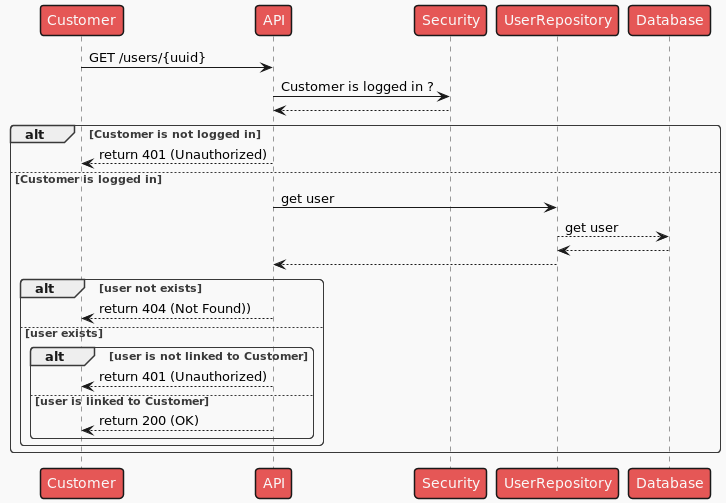 Customer API Security UserRepository Database
GET /users/{uuid}
Customer is logged in ?
alt [Customer is not logged in]
return 401 (Unauthorized)
[Customer is logged in]
get user
get user
alt [user not exists]
return 404 (Not Found))
[user exists]
alt [user is not linked to Customer]
return 401 (Unauthorized)
[user is linked to Customer]
return 200 (OK)
Customer API Security UserRepository Database